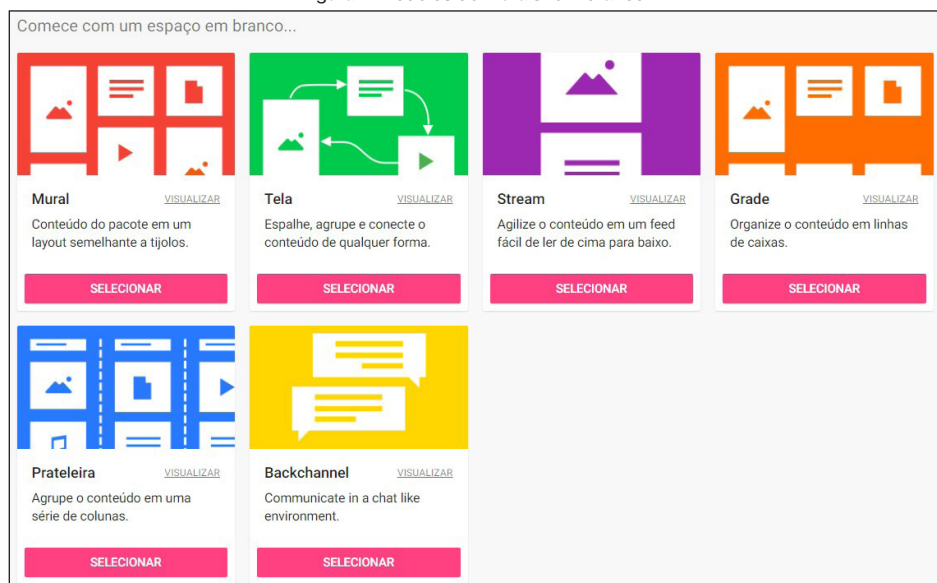 Comece com um espaço em branco...
Mural VISUALIZAR
Conteúdo do pacote em um
layout semelhante a tijolos.
SELECIONAR
Tela VISUALIZAR
Espalhe, agrupe e conecte o
conteúdo de qualquer forma.
SELECIONAR
Stream VISUALIZAR
Agilize o conteúdo em um feed
fácil de ler de cima para baixo.
SELECIONAR
Grade VISUALIZAR
Organize o conteúdo em linhas
de caixas.
SELECIONAR
Prateleira VISUALIZAR
Agrupe o conteúdo em uma
série de colunas.
SELECIONAR
Backchannel VISUALIZAR
Communicate in a chat like
environment.
SELECIONAR